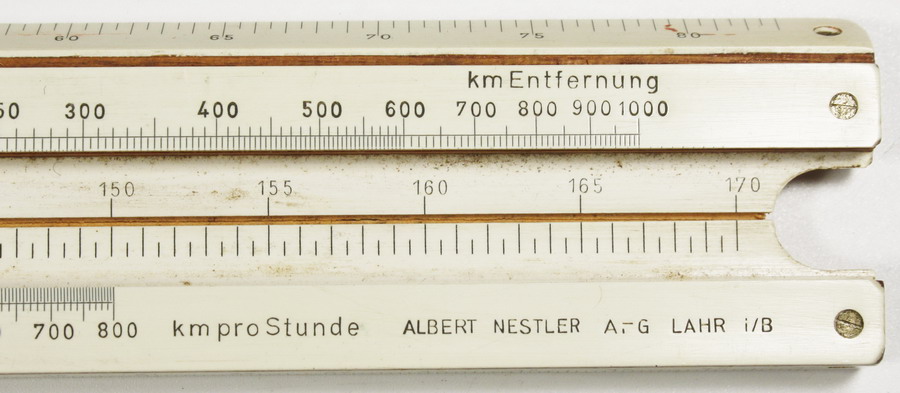 60 65 70 75 80
km Entfernung
300 400 500 600 700 800 900 1000
150 155 160 165 170
700 800 km pro Stunde ALBERT NESTLER A.-G LAHR i/B